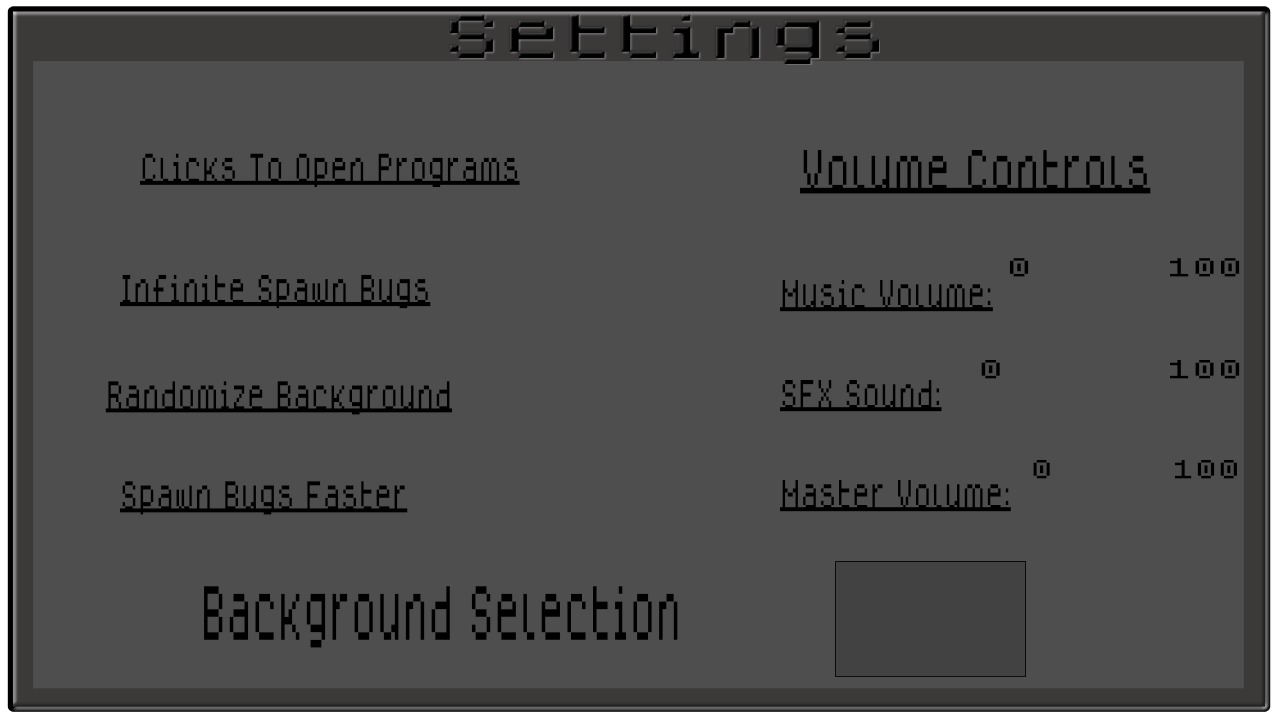 Settings
Clicks To Open Programs
Volume Controls
Infinite Spawn Bugs
0 100
Music Volume:
Randomize Background
0 100
SFX Sound:
Spawn Bugs Faster
0 100
Master Volume:
Background Selection